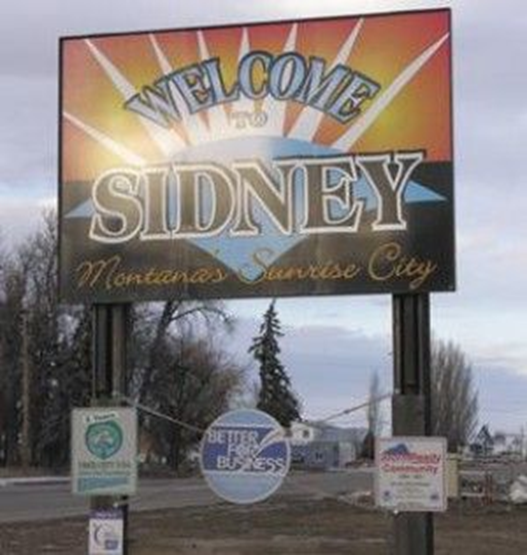 WELCOME
TO
SIDNEY
Montana's Sunrise City
BETTER
FOR
BUSINESS
Community